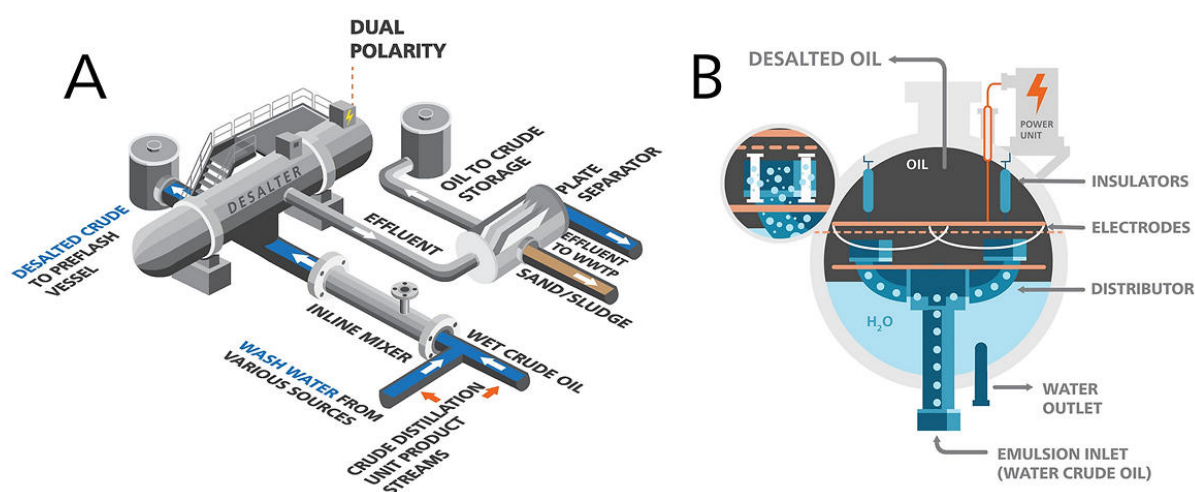 A
DUAL
POLARITY
DESALTER
DESALTED CRUDE
TO PREFLASH
VESSEL
OIL TO CRUDE
STORAGE
PLATE
SEPARATOR
EFFLUENT
EFFLUENT
TO WWTP
SAND/SLUDGE
INLINE MIXER
WET CRUDE OIL
WASH WATER FROM
VARIOUS SOURCES
CRUDE DISTILLATION
UNIT PRODUCT
STREAMS
B
DESALTED OIL
POWER
UNIT
OIL
INSULATORS
ELECTRODES
DISTRIBUTOR
H₂O
WATER
OUTLET
EMULSION INLET
(WATER CRUDE OIL)